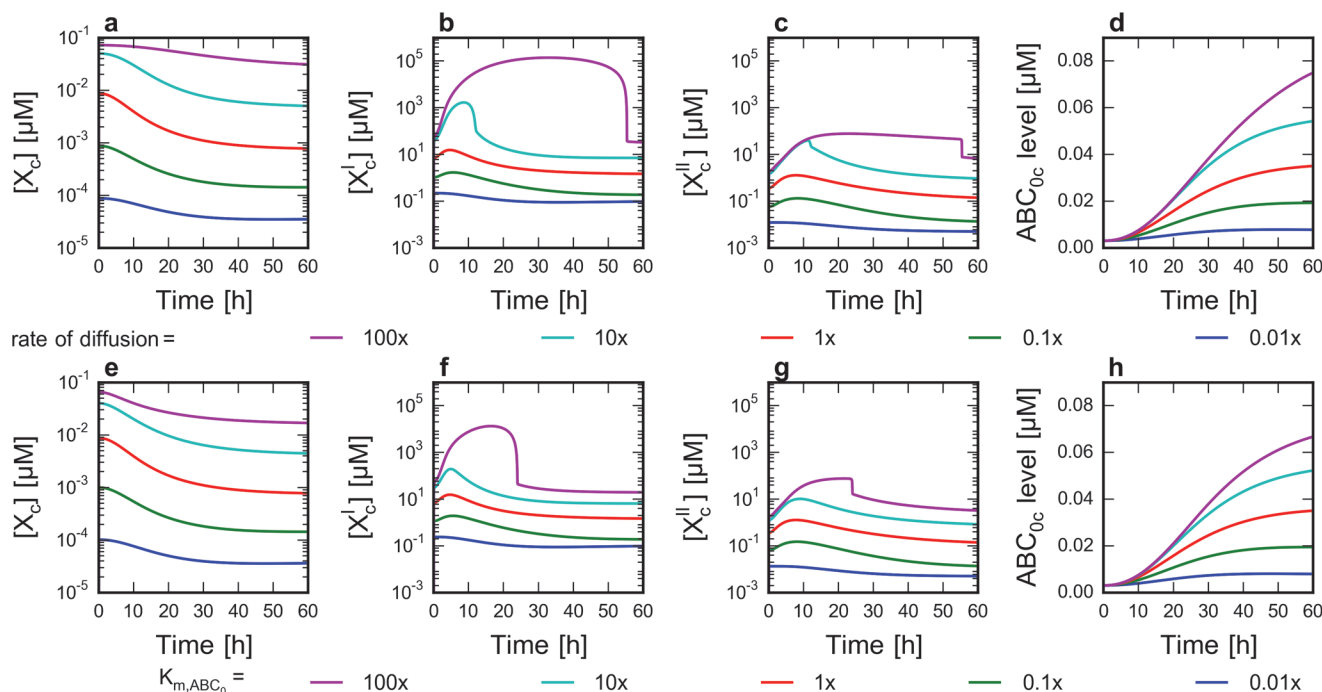 a b c d
[X_c] [µM]
10^-1
10^-2
10^-3
10^-4
10^-5
0 10 20 30 40 50 60
Time [h]
[X_c^I] [µM]
10^5
10^3
10^1
10^-1
10^-3
0 10 20 30 40 50 60
Time [h]
[X_c^II] [µM]
10^5
10^3
10^1
10^-1
10^-3
0 10 20 30 40 50 60
Time [h]
ABC_0c level [µM]
0.08
0.06
0.04
0.02
0.00
0 10 20 30 40 50 60
Time [h]
rate of diffusion = 100x 10x 1x 0.1x 0.01x
e f g h
[X_c] [µM]
10^-1
10^-2
10^-3
10^-4
10^-5
0 10 20 30 40 50 60
Time [h]
[X_c^I] [µM]
10^5
10^3
10^1
10^-1
10^-3
0 10 20 30 40 50 60
Time [h]
[X_c^II] [µM]
10^5
10^3
10^1
10^-1
10^-3
0 10 20 30 40 50 60
Time [h]
ABC_0c level [µM]
0.08
0.06
0.04
0.02
0.00
0 10 20 30 40 50 60
Time [h]
K_m,ABC_0 = 100x 10x 1x 0.1x 0.01x